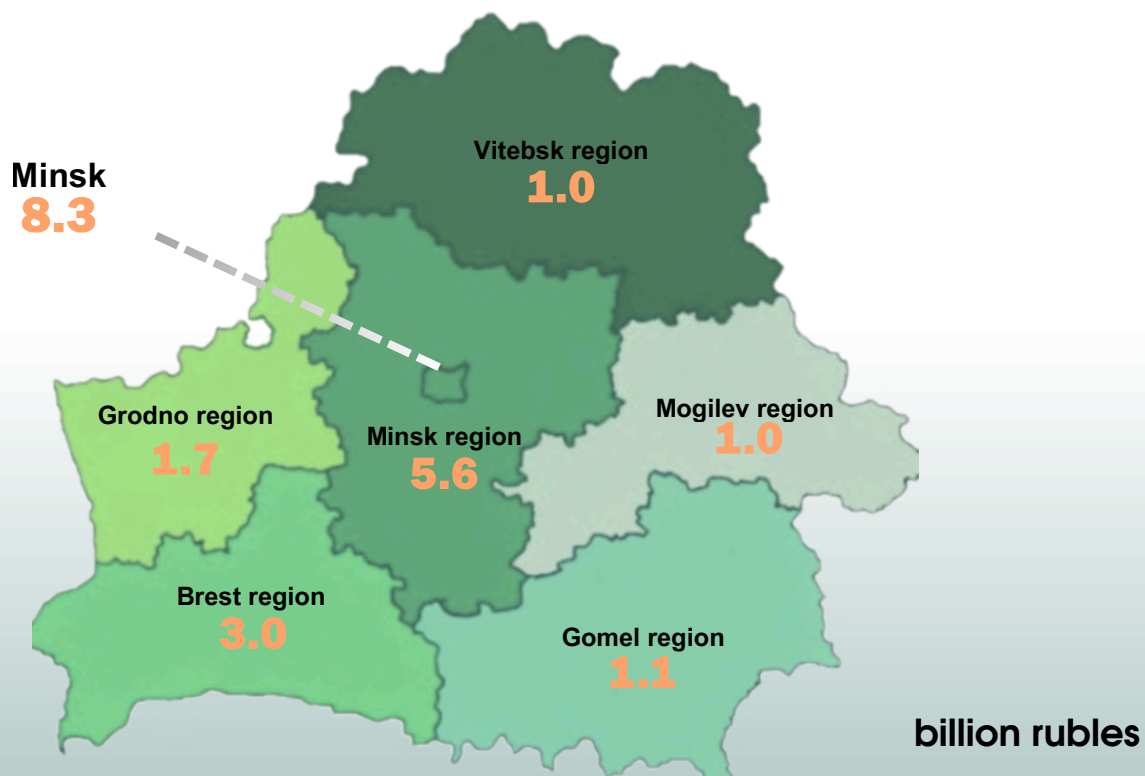 Vitebsk region
1.0
Minsk
8.3
Grodno region
1.7
Minsk region
5.6
Mogilev region
1.0
Brest region
3.0
Gomel region
1.1
billion rubles